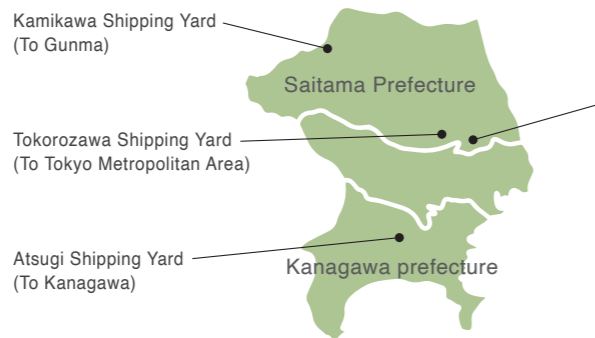 Kamikawa Shipping Yard
(To Gunma)
Saitama Prefecture
Tokorozawa Shipping Yard
(To Tokyo Metropolitan Area)
Atsugi Shipping Yard
(To Kanagawa)
Kanagawa prefecture